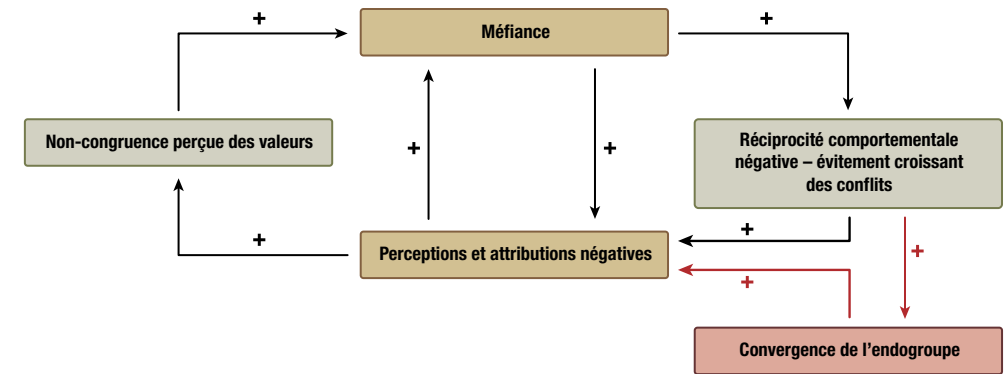 +
Méfiance
+
Non-congruence perçue des valeurs
+
+
Réciprocité comportementale
négative – évitement croissant
des conflits
+
Perceptions et attributions négatives
+
+
+
Convergence de l’endogroupe